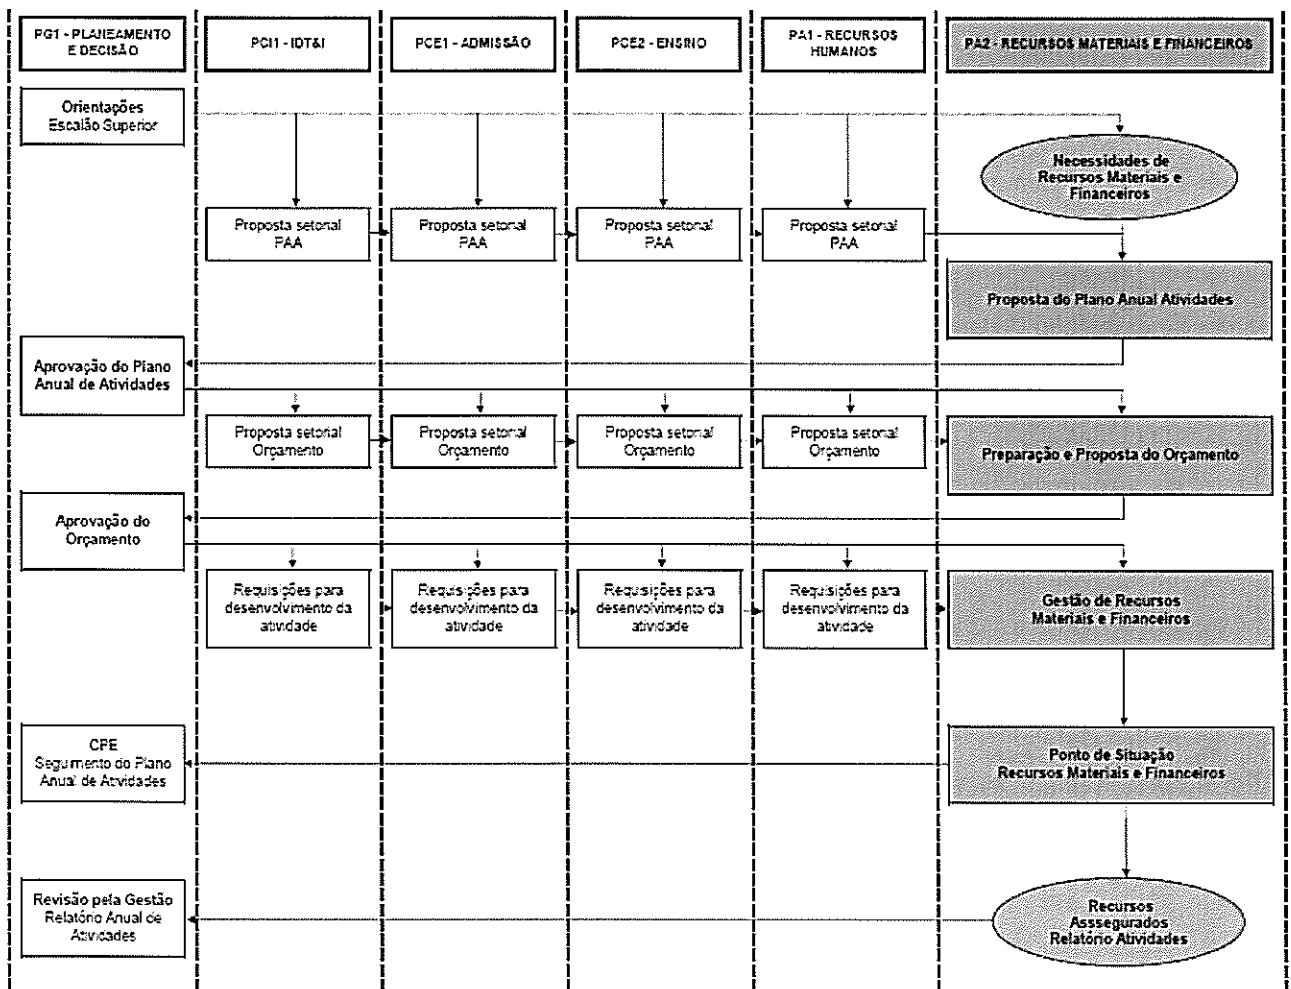 PG1 - PLANEAMENTO
E DECISÃO
PCI1 - IDT&I
PCE1 - ADMISSÃO
PCE2 - ENSINO
PA1 - RECURSOS
HUMANOS
PA2 - RECURSOS MATERIAIS E FINANCEIROS
Orientações
Escalão Superior
Necessidades de
Recursos Materiais e
Financeiros
Proposta setorial
PAA
Proposta setorial
PAA
Proposta setorial
PAA
Proposta setorial
PAA
Proposta do Plano Anual Atividades
Aprovação do Plano
Anual de Atividades
Proposta setorial
Orçamento
Proposta setorial
Orçamento
Proposta setorial
Orçamento
Proposta setorial
Orçamento
Preparação e Proposta do Orçamento
Aprovação do
Orçamento
Requisições para
desenvolvimento da
atividade
Requisições para
desenvolvimento da
atividade
Requisições para
desenvolvimento da
atividade
Requisições para
desenvolvimento da
atividade
Gestão de Recursos
Materiais e Financeiros
CPE
Seguimento do Plano
Anual de Atividades
Ponto de Situação
Recursos Materiais e Financeiros
Revisão pela Gestão
Relatório Anual de
Atividades
Recursos
Asssegurados
Relatório Atividades